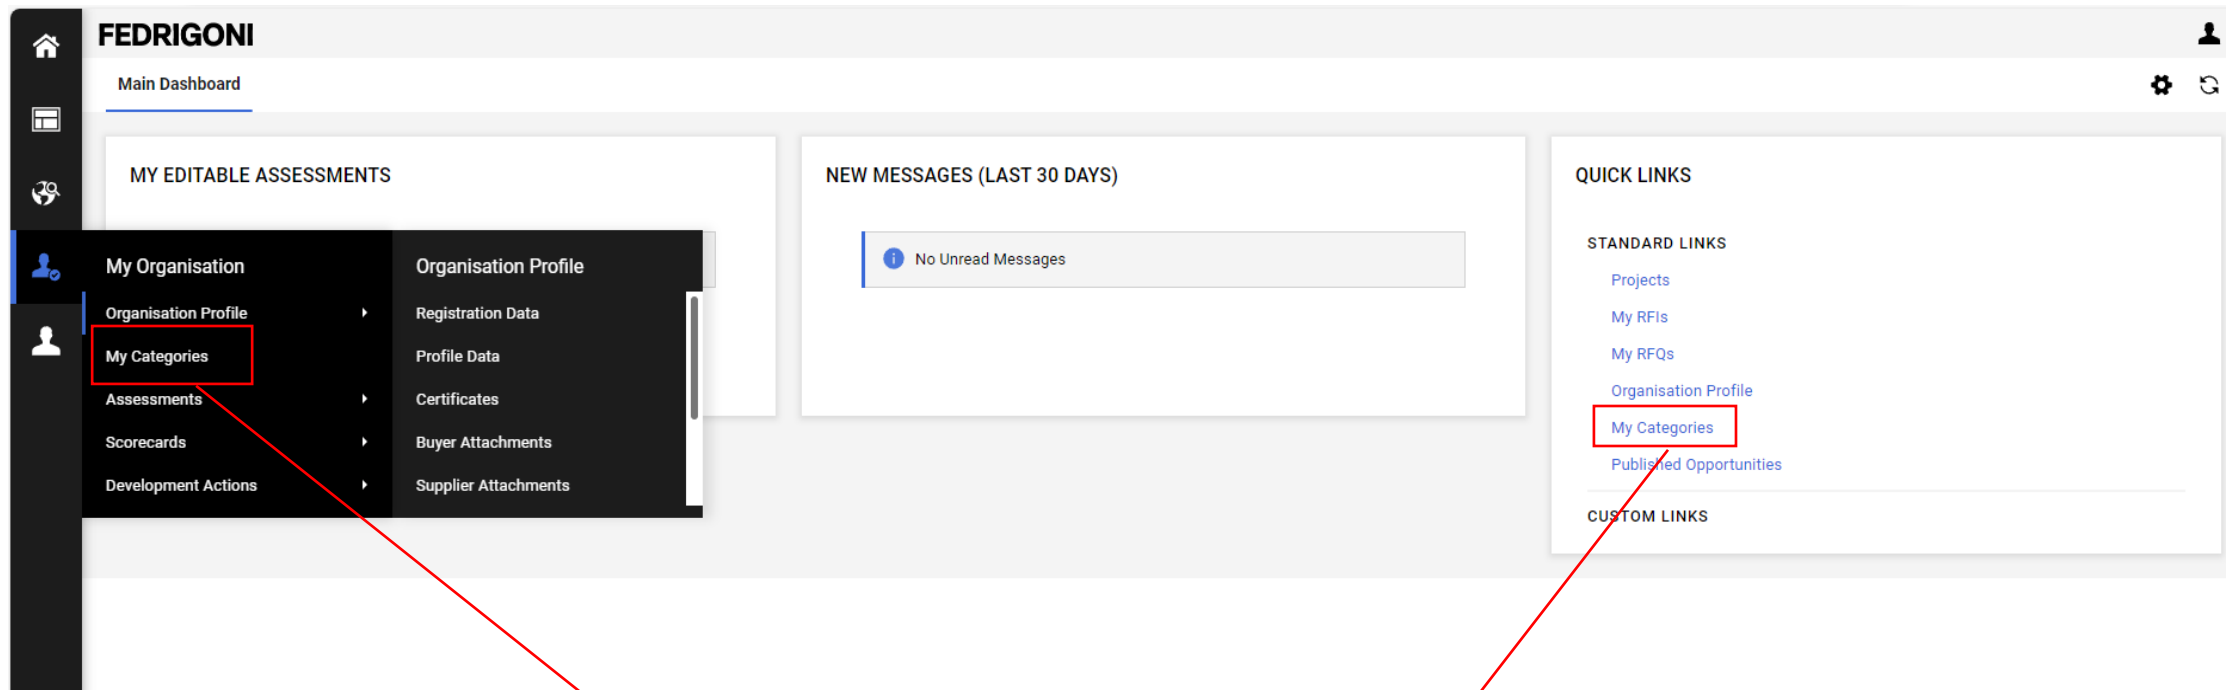 FEDRIGONI
Main Dashboard
MY EDITABLE ASSESSMENTS
My Organisation
Organisation Profile
My Categories
Assessments
Scorecards
Development Actions
Organisation Profile
Registration Data
Profile Data
Certificates
Buyer Attachments
Supplier Attachments
NEW MESSAGES (LAST 30 DAYS)
No Unread Messages
QUICK LINKS
STANDARD LINKS
Projects
My RFIs
My RFQs
Organisation Profile
My Categories
Published Opportunities
CUSTOM LINKS